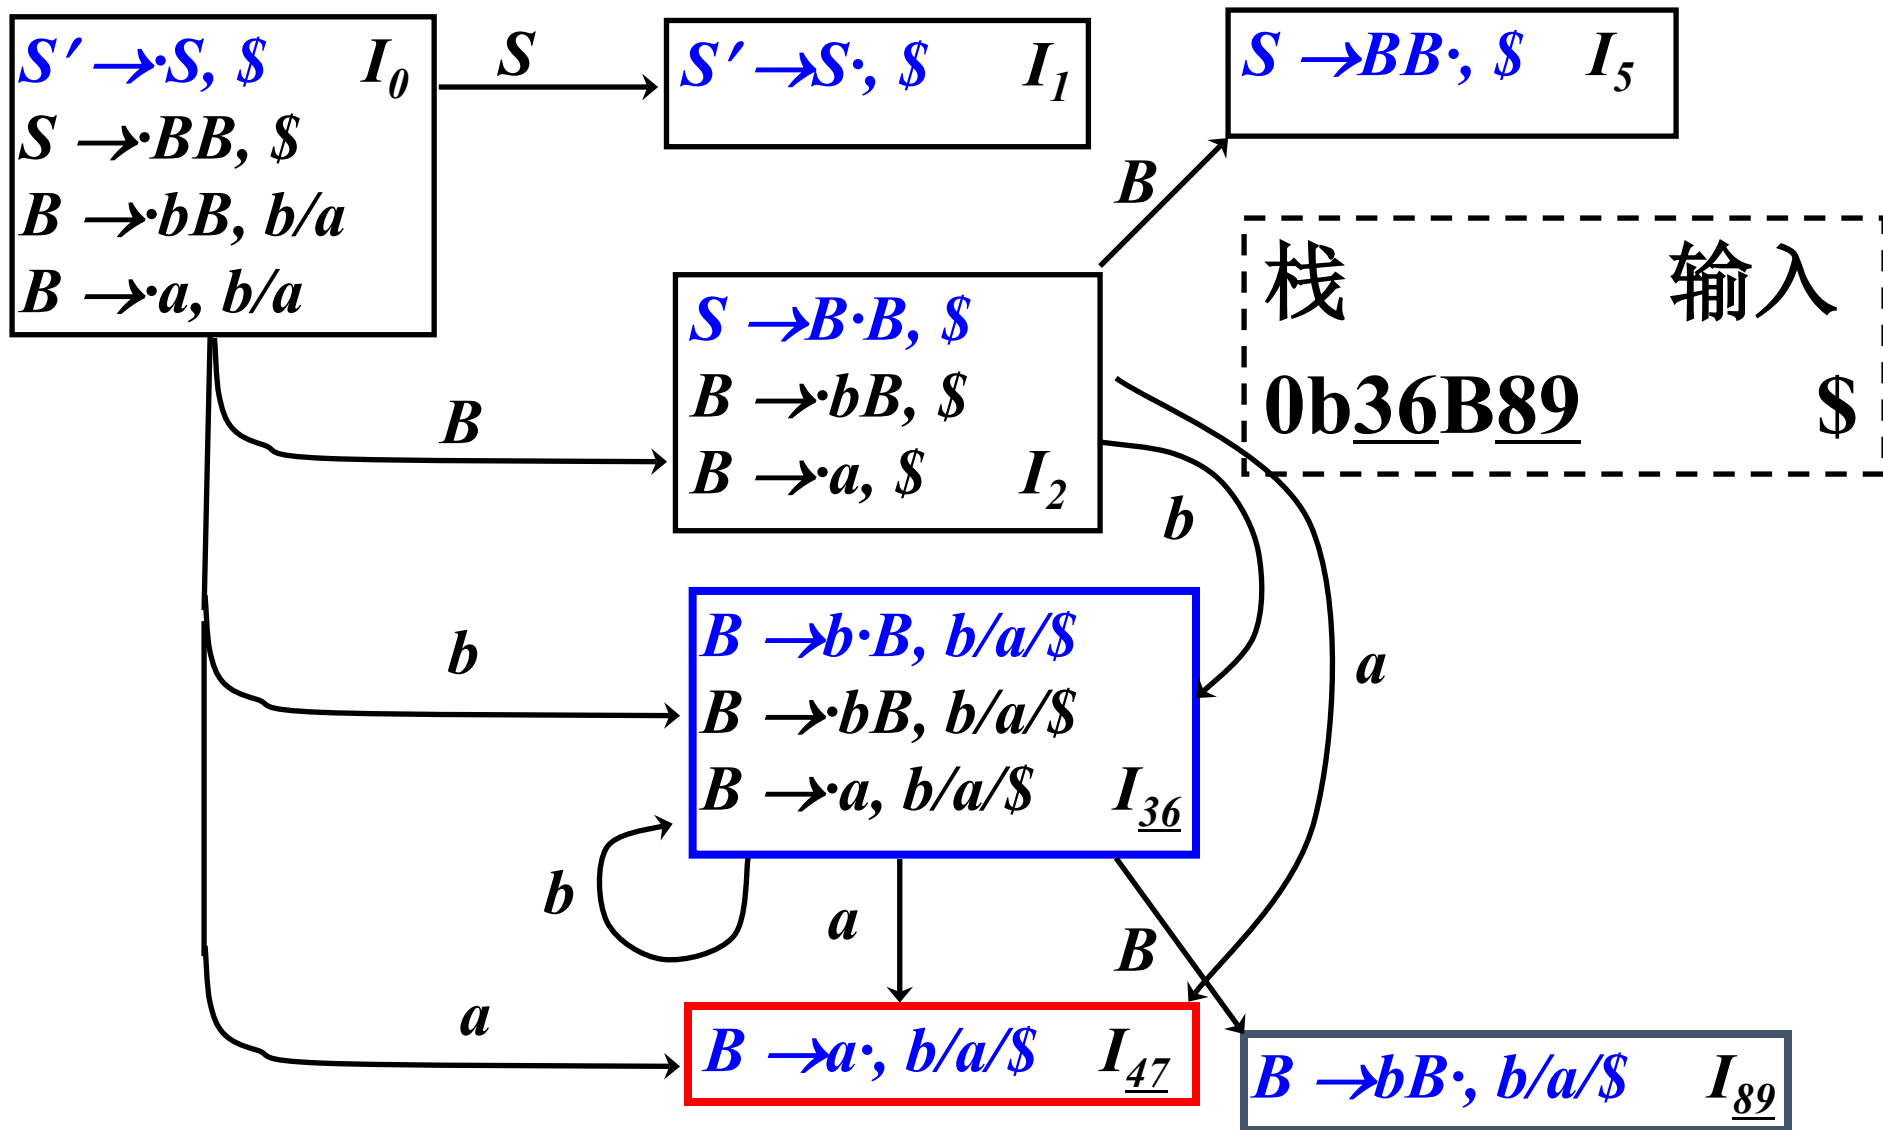 S′ →·S, $ I0
S →·BB, $
B →·bB, b/a
B →·a, b/a
S
S′ →S·, $ I1
S →BB·, $ I5
B
栈 输入
0b36B89 $
S →B·B, $
B →·bB, $
B →·a, $ I2
B
b
a
b
B →b·B, b/a/$
B →·bB, b/a/$
B →·a, b/a/$ I36
b
a
B
a
B →a·, b/a/$ I47
B →bB·, b/a/$ I89